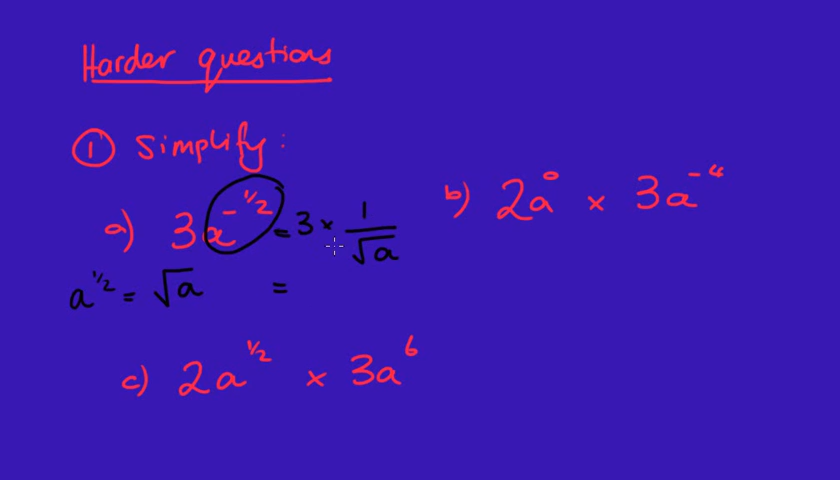 Harder questions
① Simplify:
a) 3a^{-1/2} = 3 × 1/√a
b) 2a^0 × 3a^{-4}
a^{1/2} = √a =
c) 2a^{1/2} × 3a^6